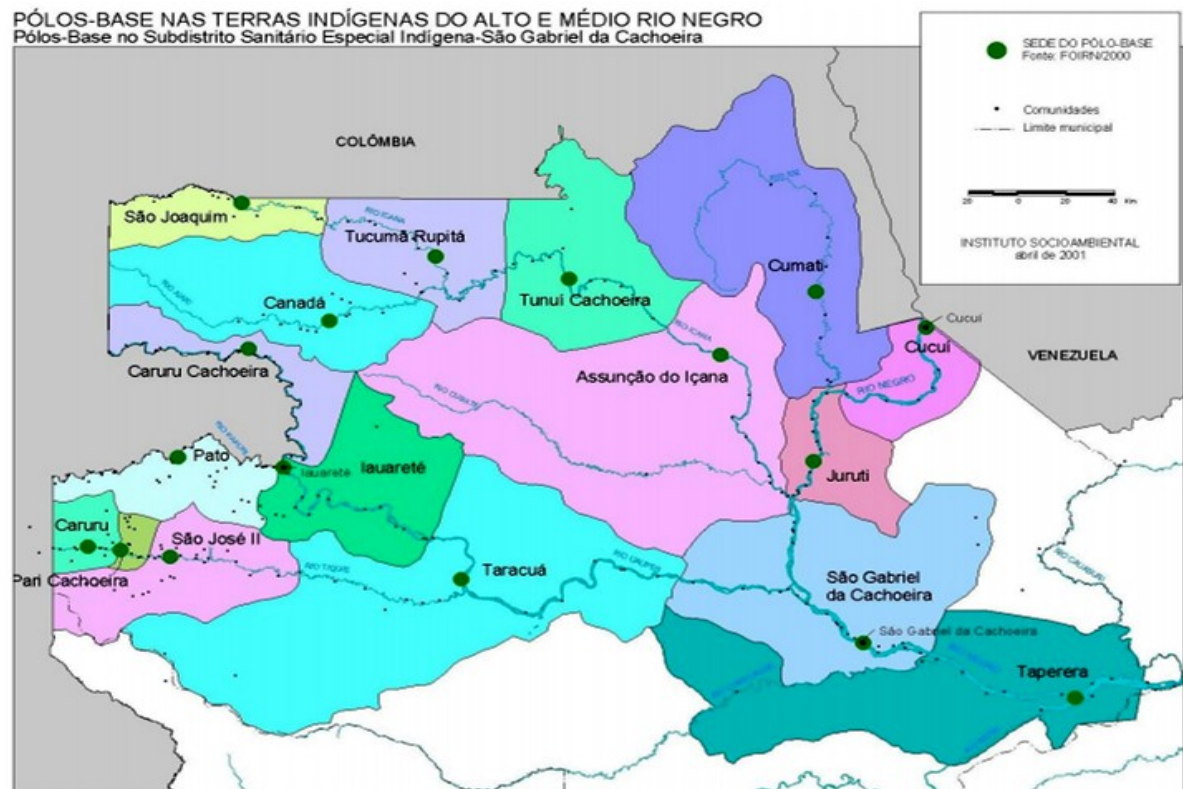 PÓLOS-BASE NAS TERRAS INDÍGENAS DO ALTO E MÉDIO RIO NEGRO
Pólos-Base no Subdistrito Sanitário Especial Indígena-São Gabriel da Cachoeira
SEDE DO PÓLO-BASE
Fonte: FOIRN/2000
Comunidades
Limite municipal
20 0 20 40 Km
INSTITUTO SOCIOAMBIENTAL
abril de 2001
COLÔMBIA
VENEZUELA
São Joaquim
RIO IÇANA
Tucumã Rupitá
Canadá
Tunuí Cachoeira
Cumati
RIO IÇANA
Cucuí
Cucuí
RIO NEGRO
Caruru Cachoeira
Assunção do Içana
Juruti
Pato
Iauaretê
Iauaretê
Caruru
Pari Cachoeira
São José II
RIO TIQUIÉ
Taracuá
RIO UAUPÉS
São Gabriel
da Cachoeira
São Gabriel da Cachoeira
Taperera